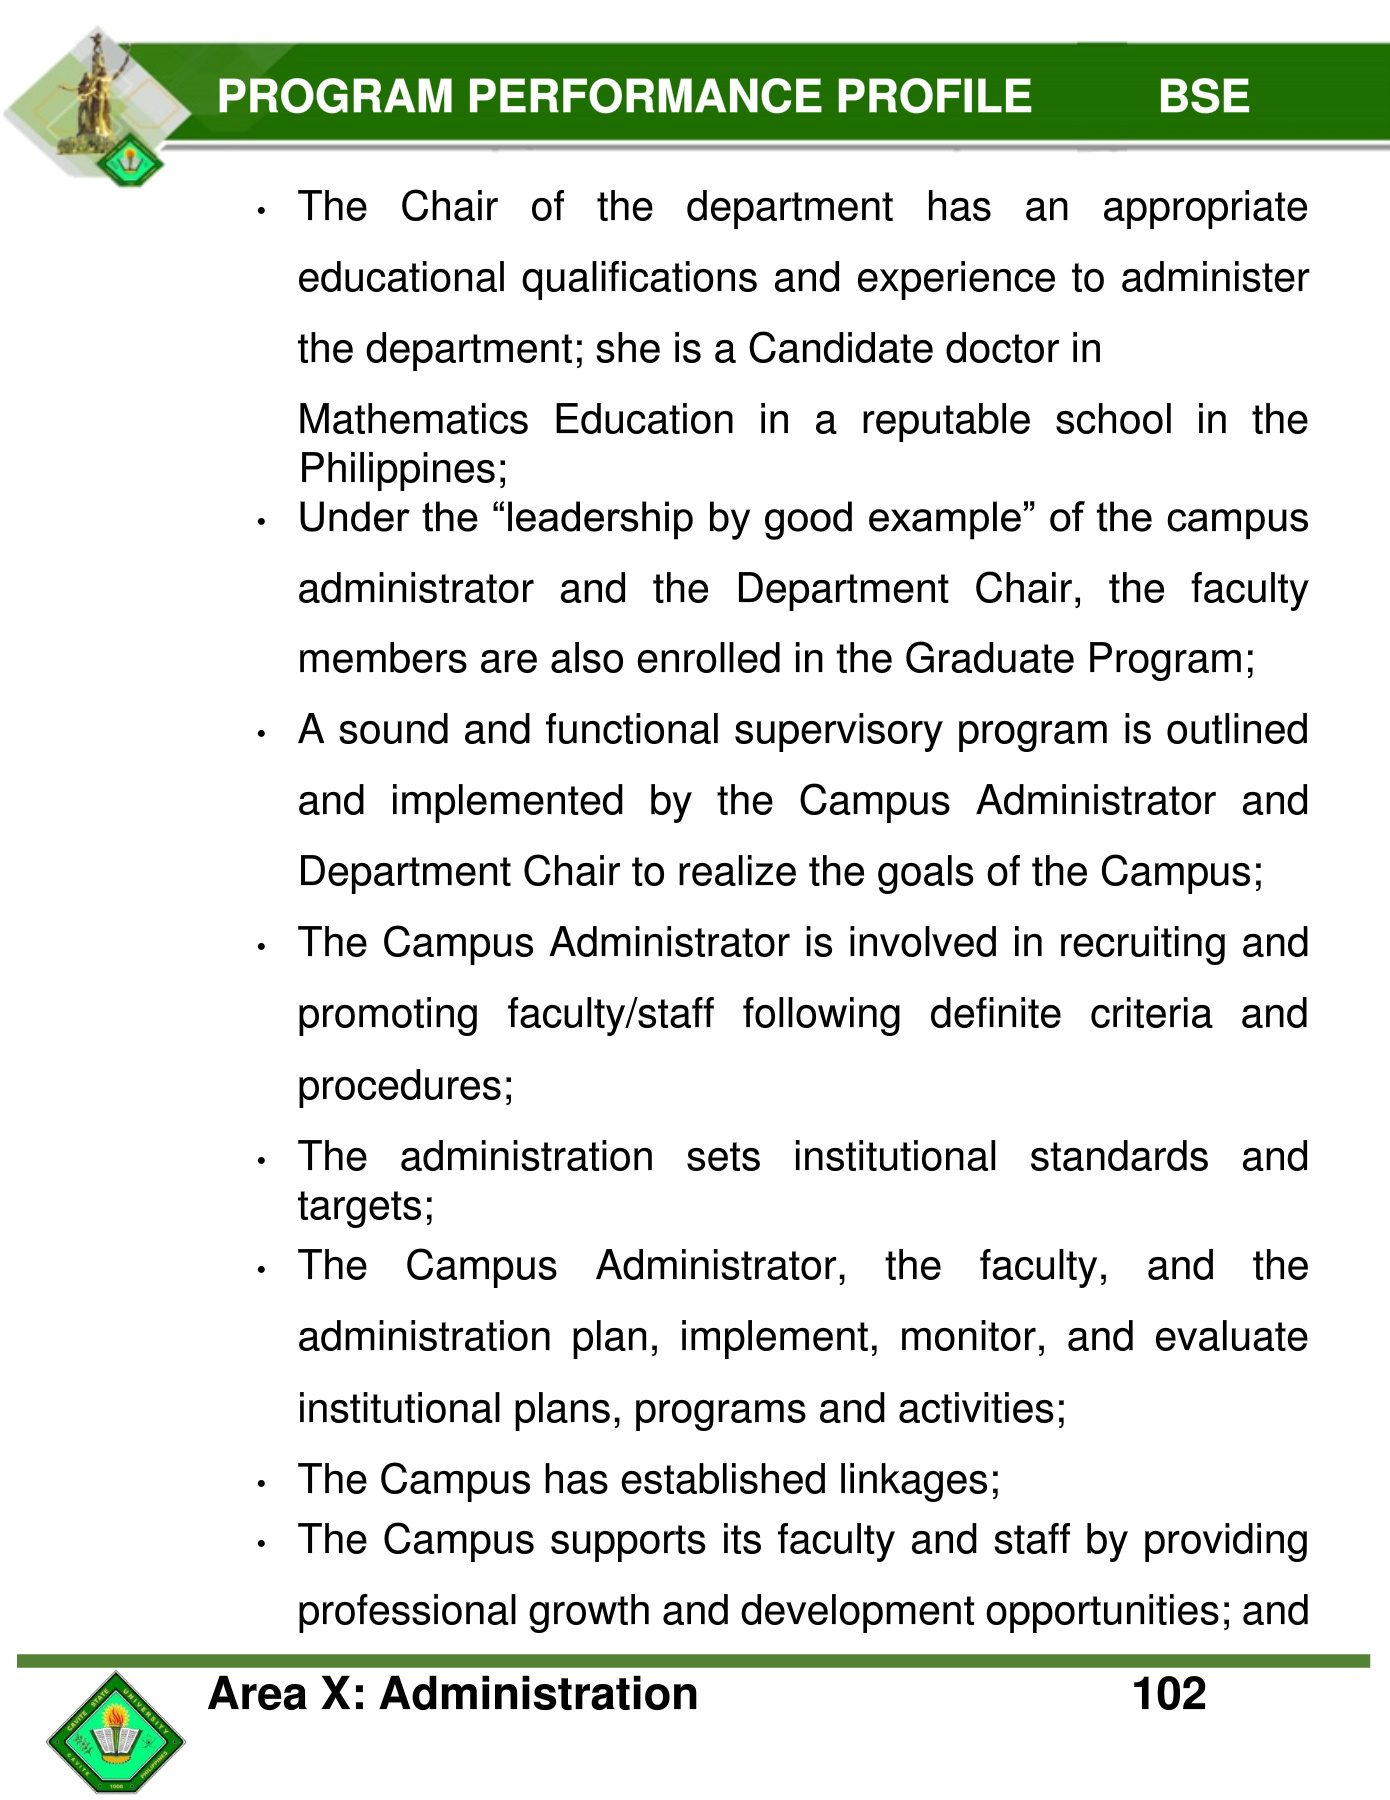 PROGRAM PERFORMANCE PROFILE BSE
• The Chair of the department has an appropriate
educational qualifications and experience to administer
the department; she is a Candidate doctor in
Mathematics Education in a reputable school in the
Philippines;
• Under the “leadership by good example” of the campus
administrator and the Department Chair, the faculty
members are also enrolled in the Graduate Program;
• A sound and functional supervisory program is outlined
and implemented by the Campus Administrator and
Department Chair to realize the goals of the Campus;
• The Campus Administrator is involved in recruiting and
promoting faculty/staff following definite criteria and
procedures;
• The administration sets institutional standards and
targets;
• The Campus Administrator, the faculty, and the
administration plan, implement, monitor, and evaluate
institutional plans, programs and activities;
• The Campus has established linkages;
• The Campus supports its faculty and staff by providing
professional growth and development opportunities; and
Area X: Administration 102
CAVITE STATE UNIVERSITY
CAVITE PHILIPPINES
1906